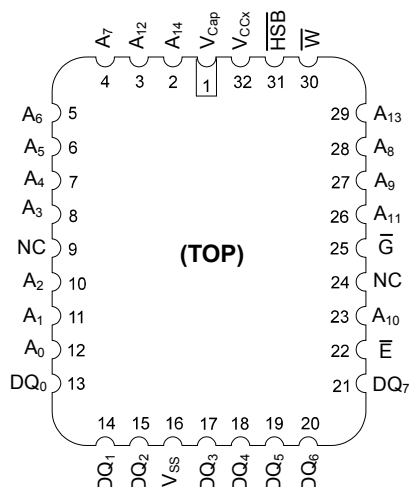 A7 A12 A14 VCap VCCx HSB W
4 3 2 1 32 31 30
A6 5 29 A13
A5 6 28 A8
A4 7 27 A9
A3 8 26 A11
NC 9 (TOP) 25 G
A2 10 24 NC
A1 11 23 A10
A0 12 22 E
DQ0 13 21 DQ7
14 15 16 17 18 19 20
DQ1 DQ2 VSS DQ3 DQ4 DQ5 DQ6